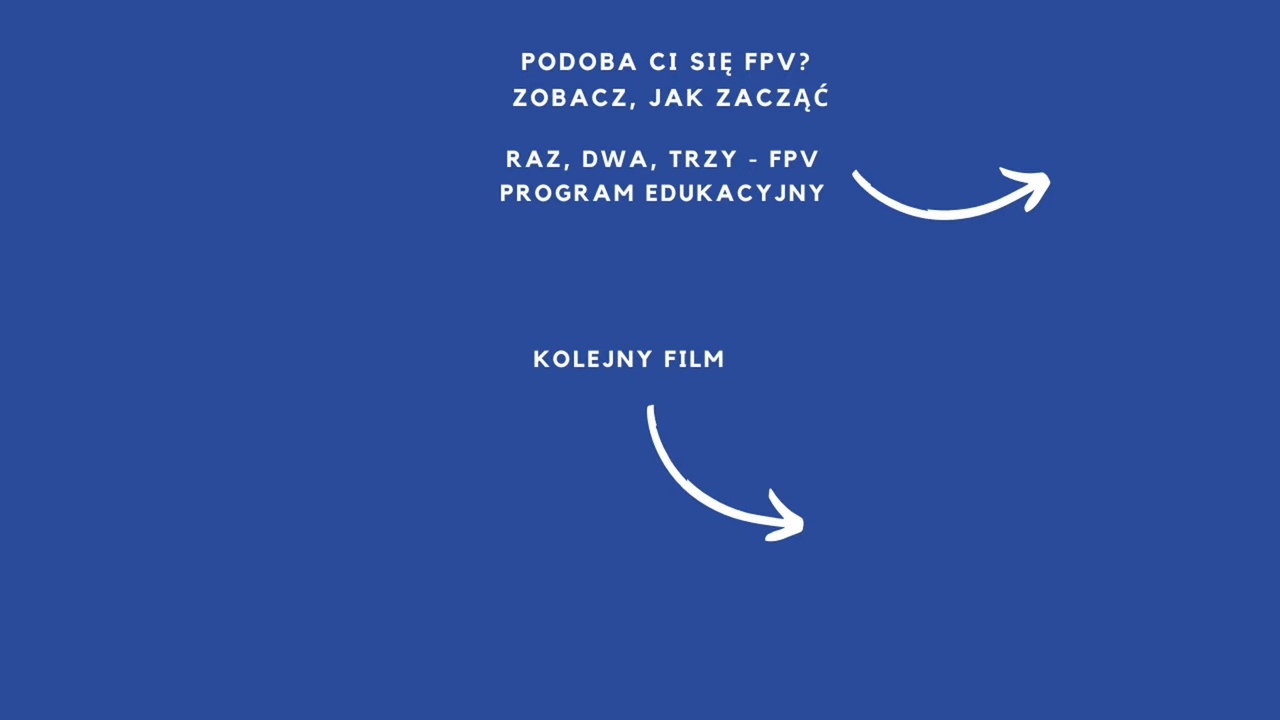 PODOBA CI SIĘ FPV?
ZOBACZ, JAK ZACZĄĆ
RAZ, DWA, TRZY - FPV
PROGRAM EDUKACYJNY
KOLEJNY FILM